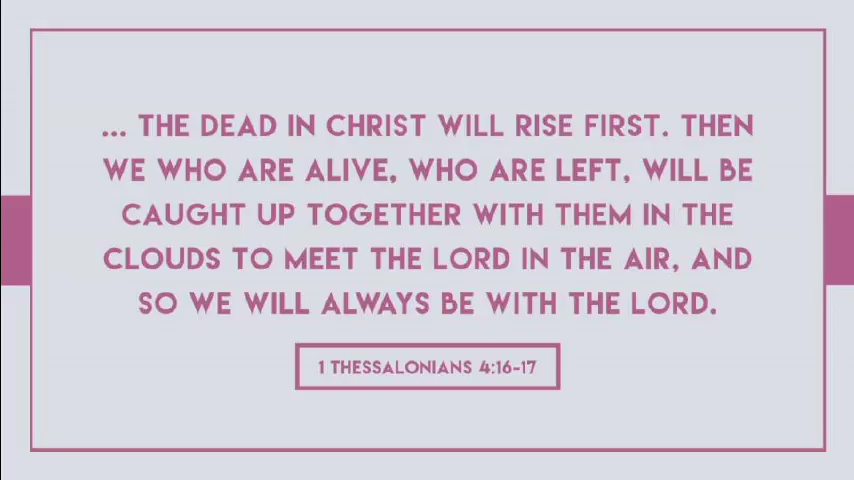 ... THE DEAD IN CHRIST WILL RISE FIRST. THEN
WE WHO ARE ALIVE, WHO ARE LEFT, WILL BE
CAUGHT UP TOGETHER WITH THEM IN THE
CLOUDS TO MEET THE LORD IN THE AIR, AND
SO WE WILL ALWAYS BE WITH THE LORD.
1 THESSALONIANS 4:16-17